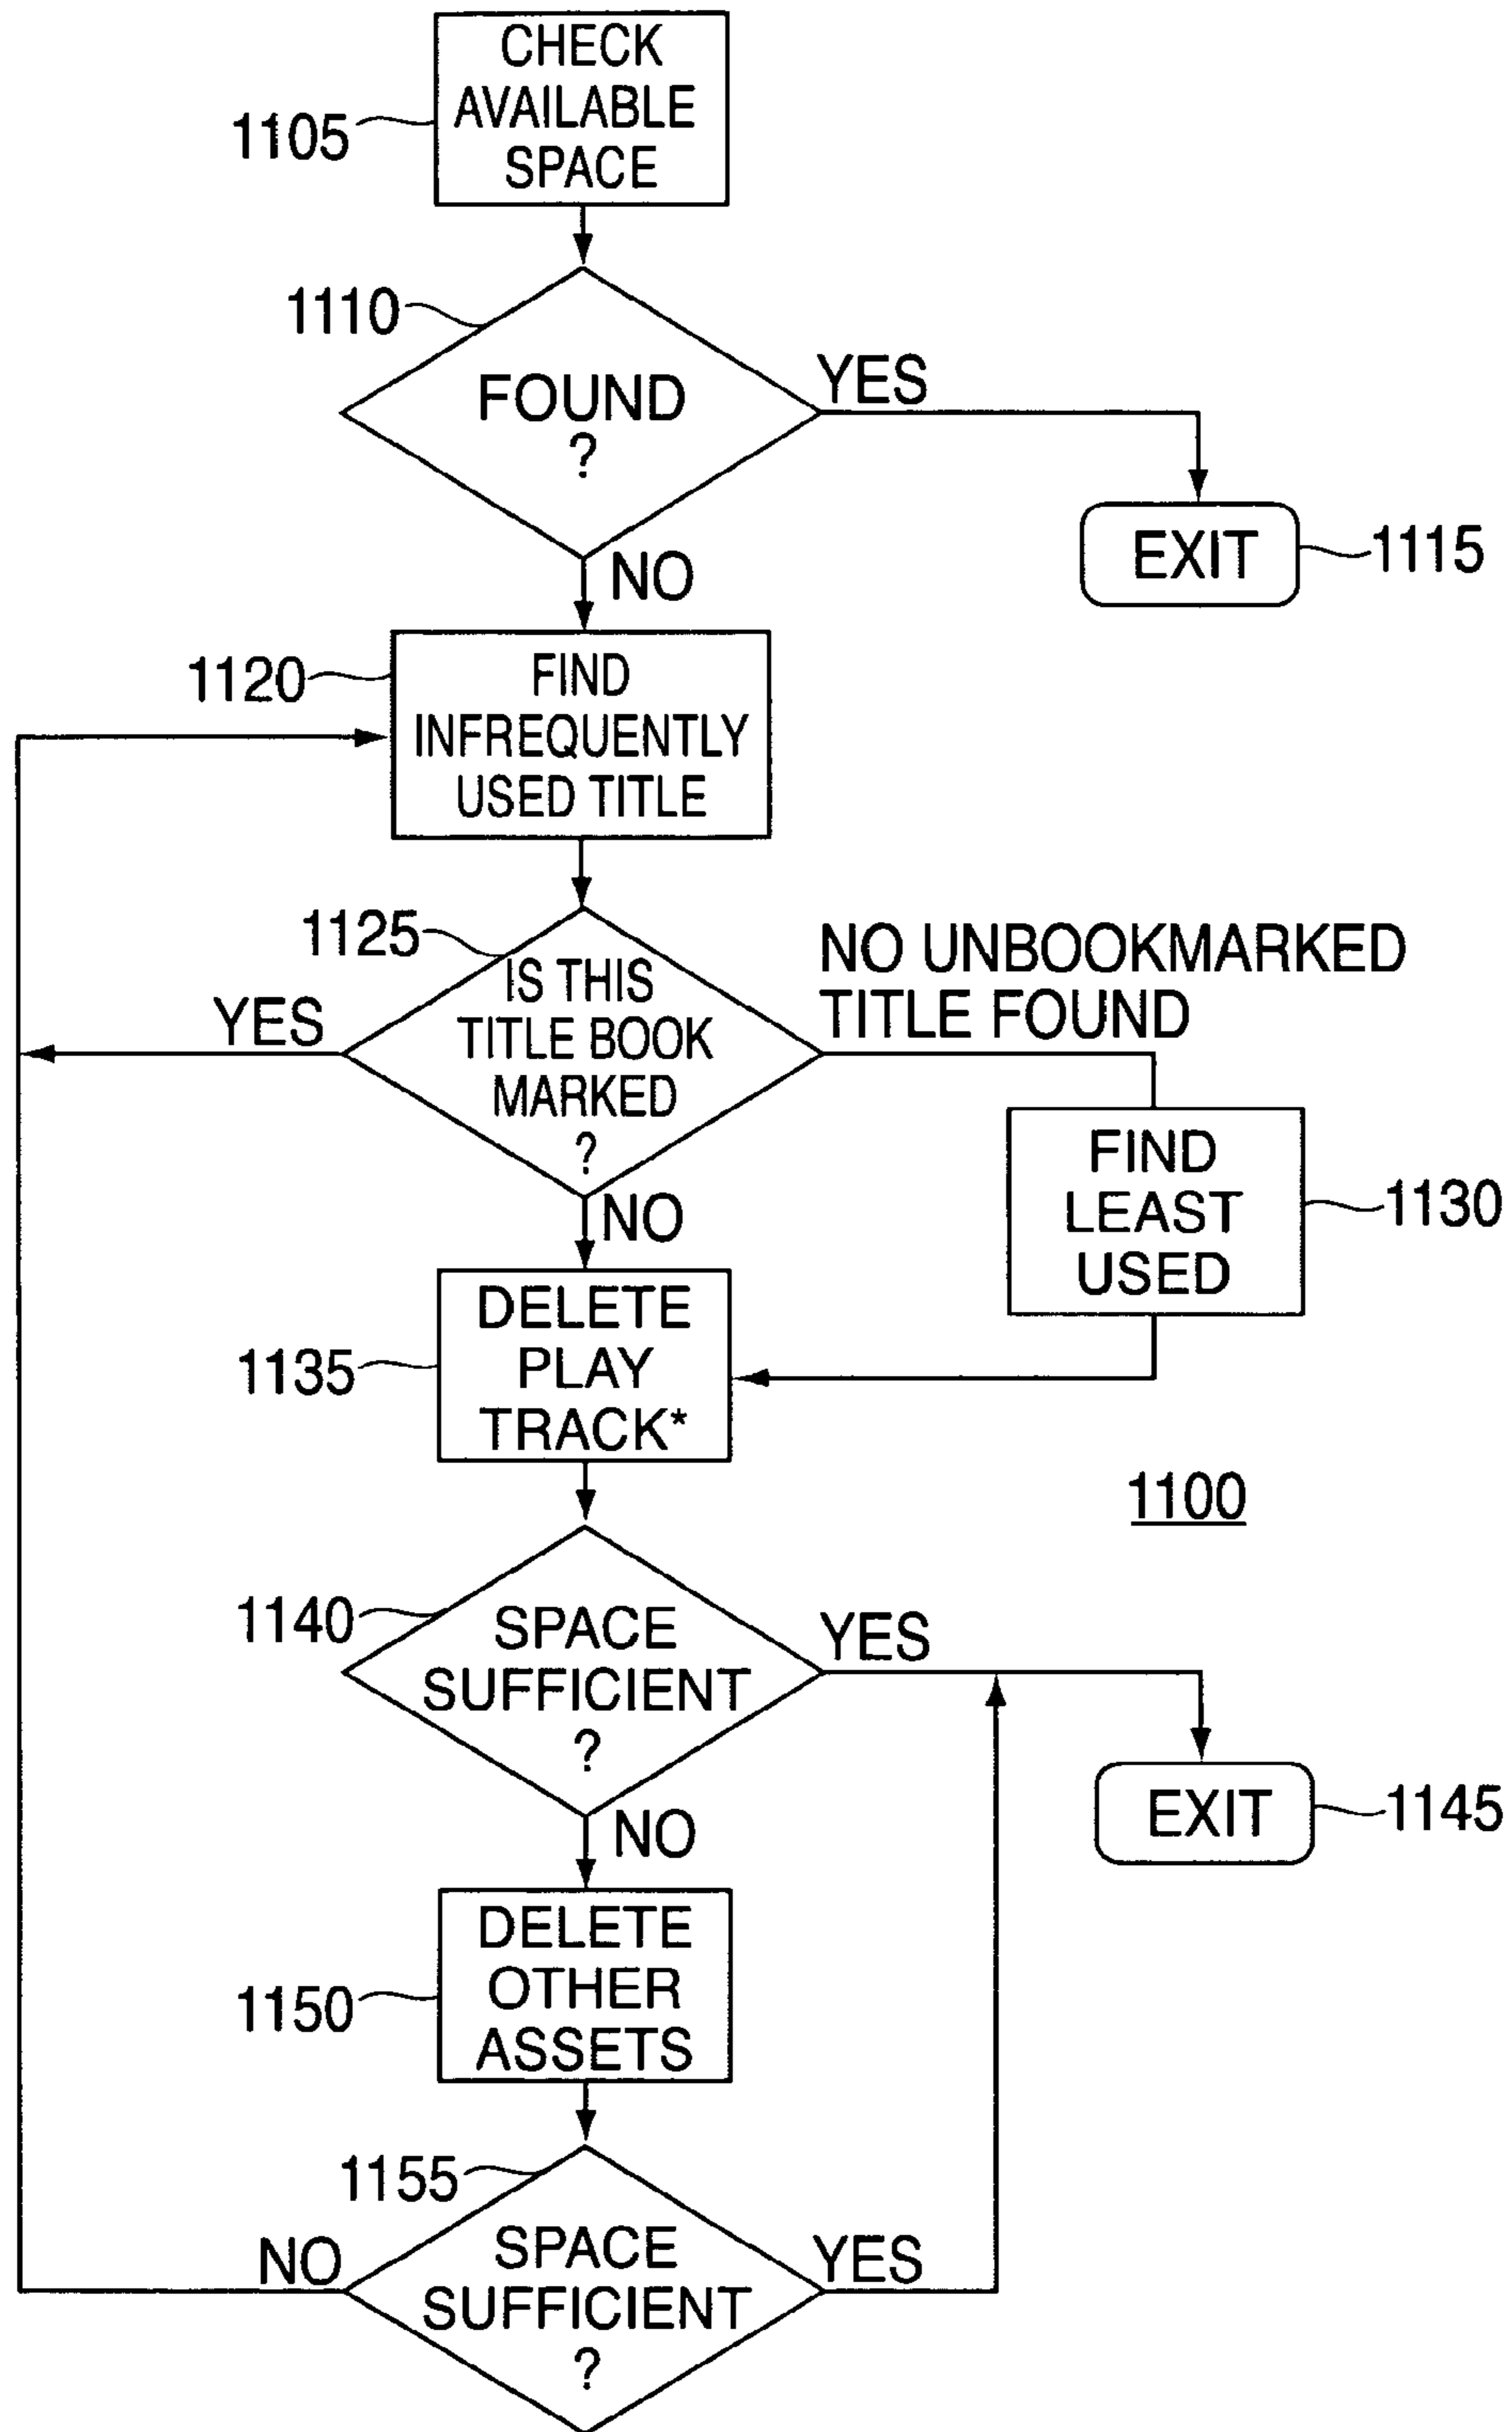 CHECK
AVAILABLE
SPACE
1105
1110
FOUND
?
YES
EXIT
1115
NO
1120
FIND
INFREQUENTLY
USED TITLE
1125
IS THIS
TITLE BOOK
MARKED
?
YES
NO UNBOOKMARKED
TITLE FOUND
FIND
LEAST
USED
1130
NO
DELETE
PLAY
TRACK*
1135
1100
1140
SPACE
SUFFICIENT
?
YES
EXIT
1145
NO
DELETE
OTHER
ASSETS
1150
1155
SPACE
SUFFICIENT
?
NO
YES